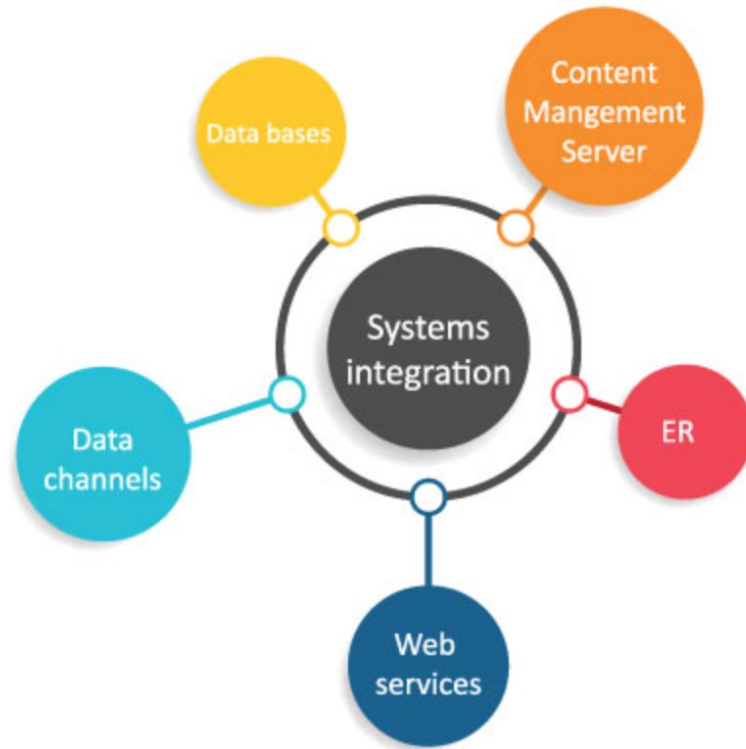 Content
Mangement
Server
Data bases
Systems
integration
ER
Data
channels
Web
services